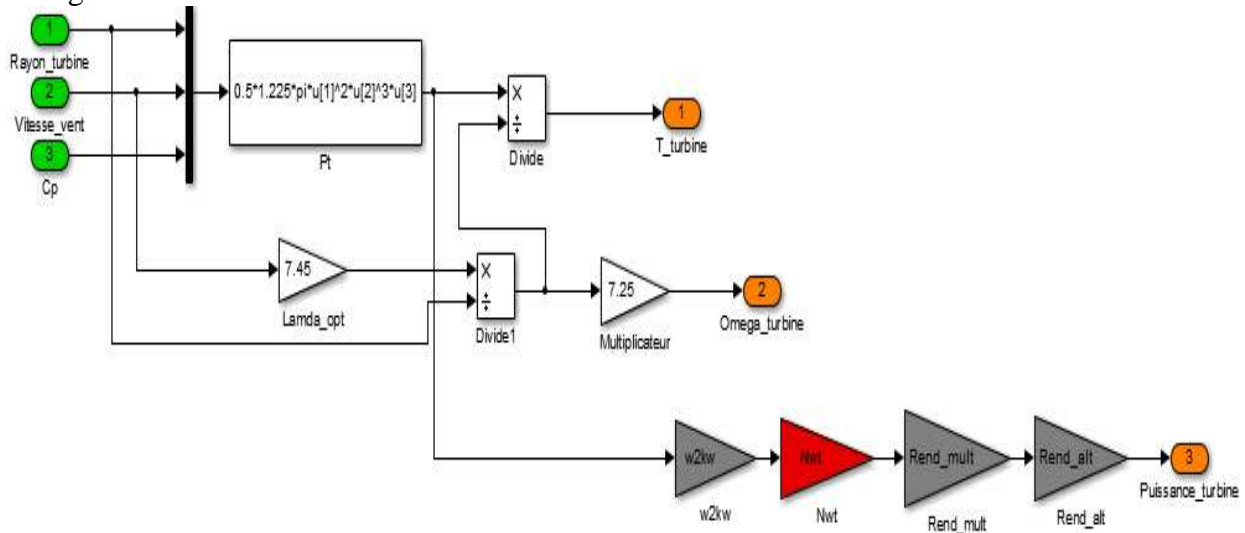 1
Rayon_turbine
2
Vitesse_vent
3
Cp
0.5*1.225*pi*u[1]^2*u[2]^3*u[3]
Pt
×
÷
Divide
1
T_turbine
7.45
Lamda_opt
×
÷
Divide1
7.25
Multiplicateur
2
Omega_turbine
w2kw
w2kw
Nwt
Nwt
Rend_mult
Rend_mult
Rend_alt
Rend_alt
3
Puissance_turbine